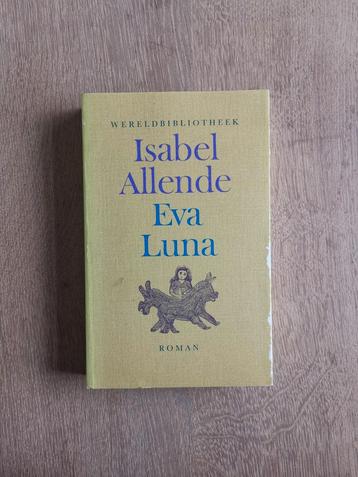 WERELDBIBLIOTHEEK
Isabel
Allende
Eva
Luna
ROMAN